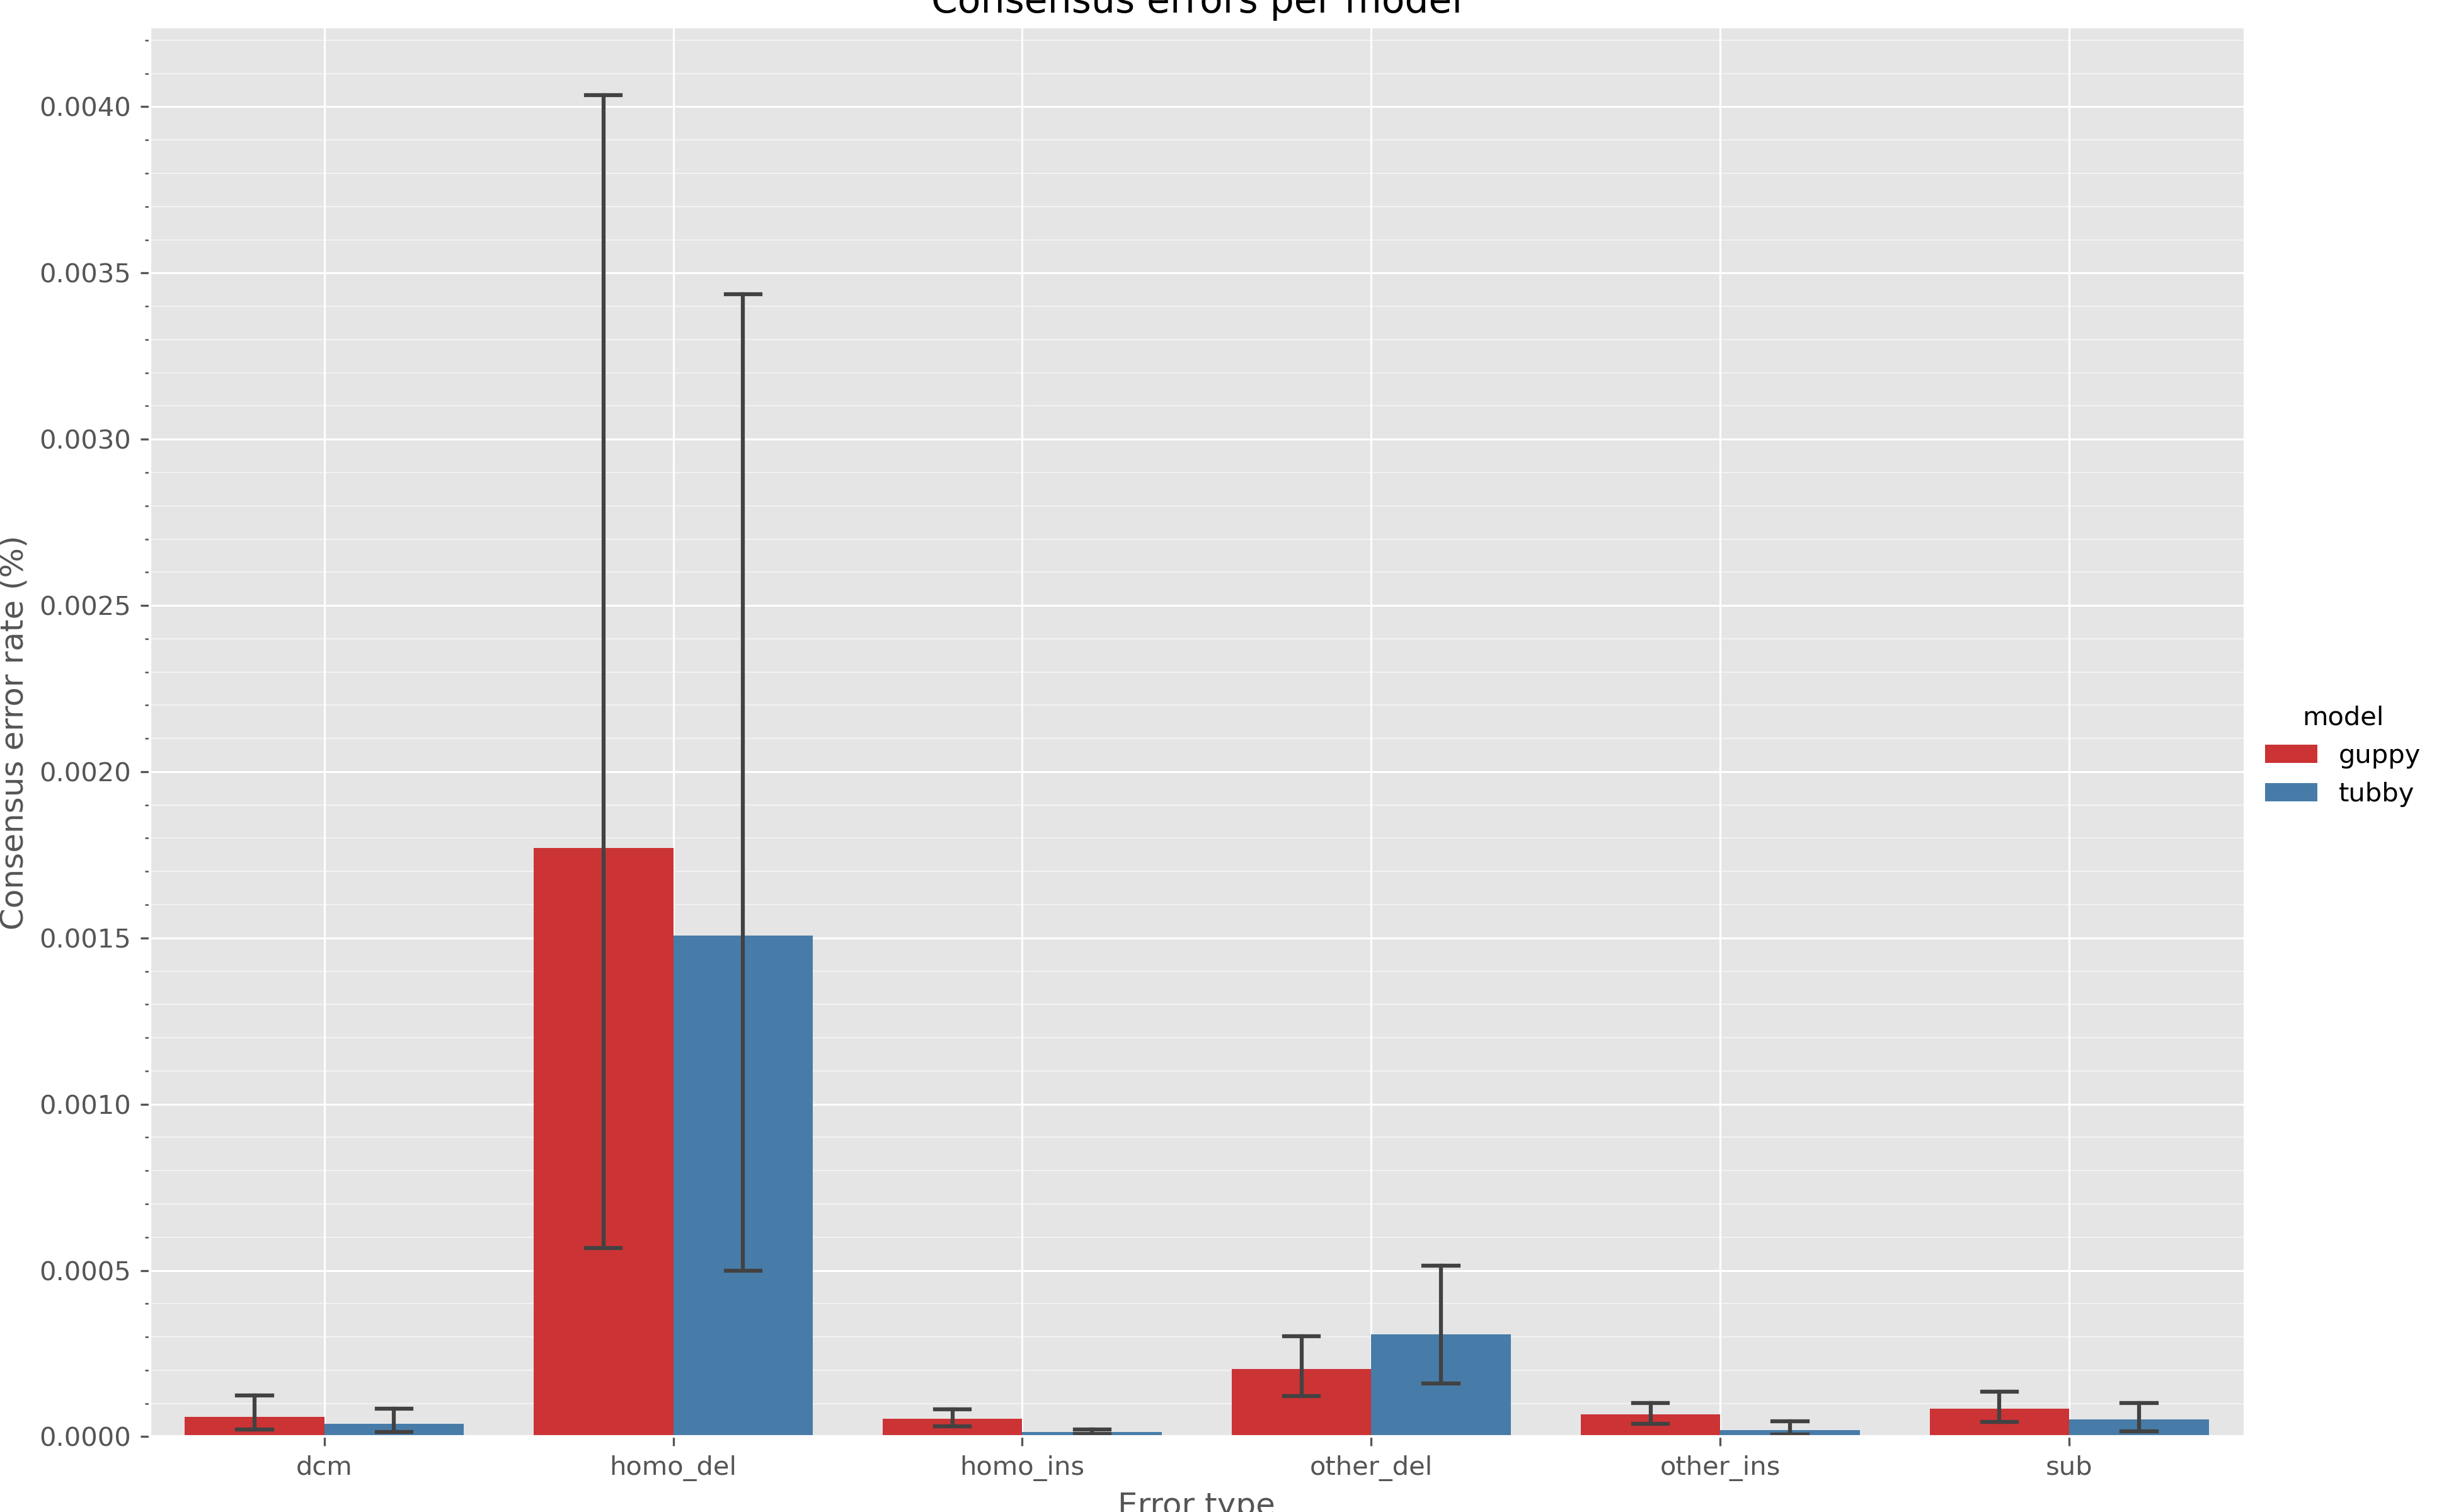 Consensus errors per model
0.0040
0.0035
0.0030
0.0025
0.0020
0.0015
0.0010
0.0005
0.0000
Consensus error rate (%)
dcm
homo_del
homo_ins
other_del
other_ins
sub
Error type
model
guppy
tubby